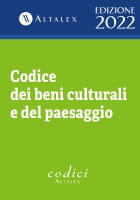 ALTALEX
EDIZIONE
2022
Codice
dei beni culturali
e del paesaggio
codici
ALTALEX